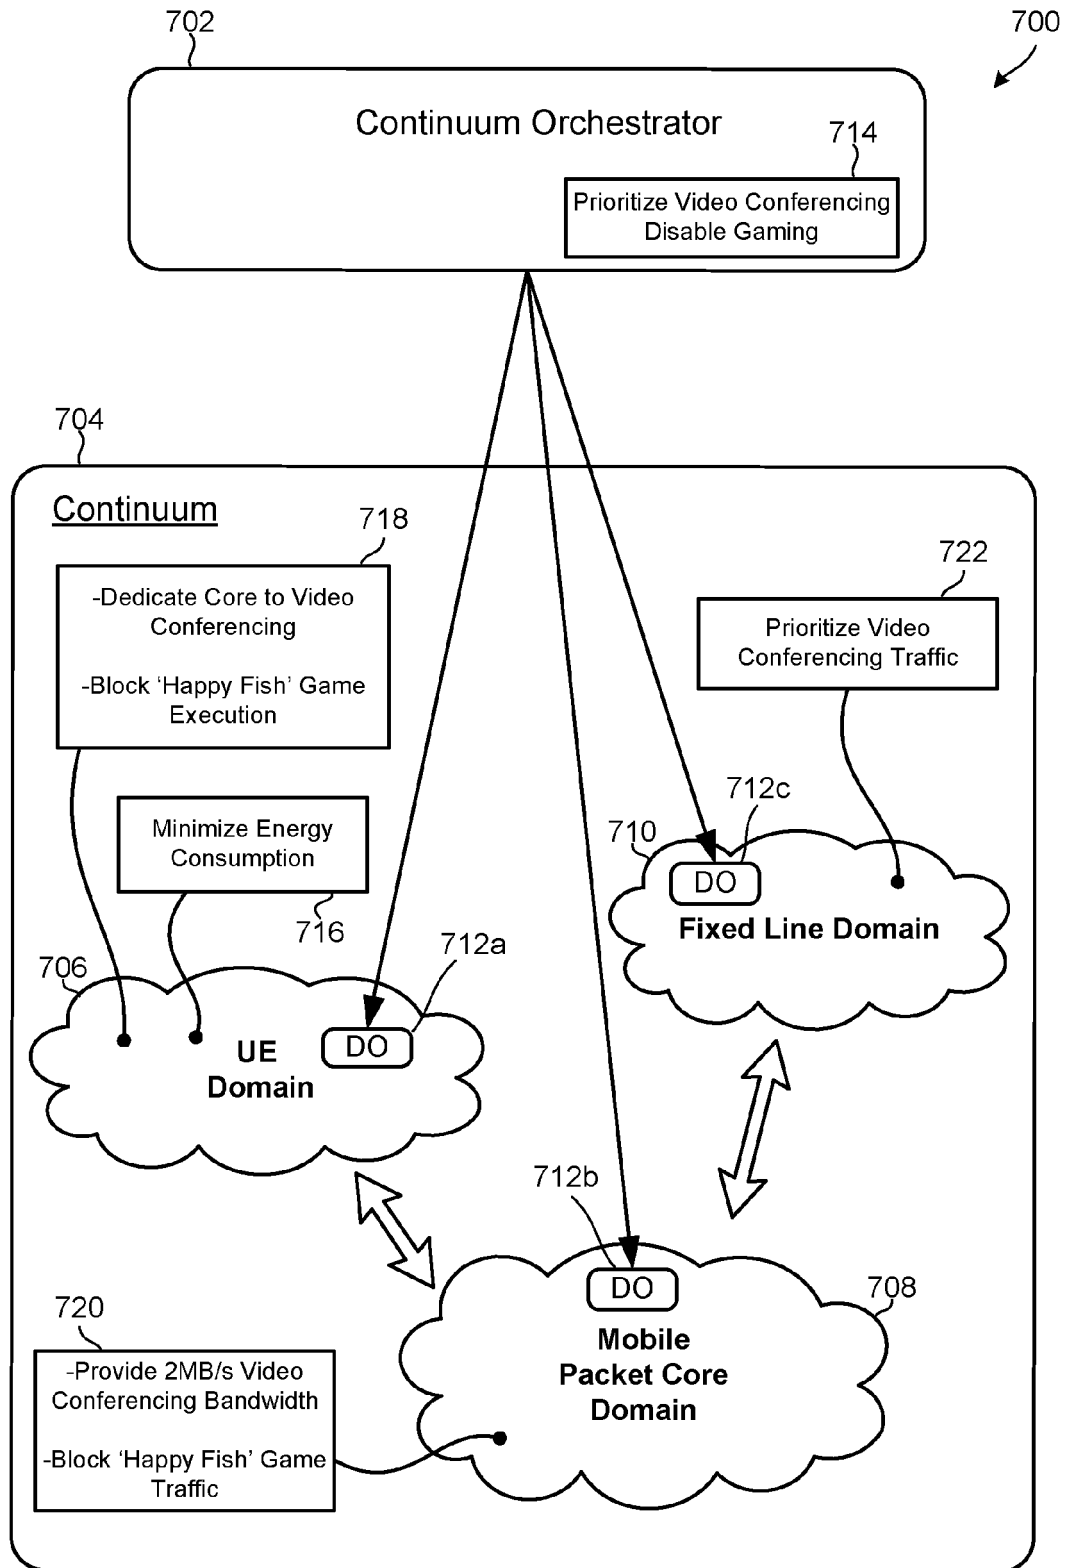 702
700
Continuum Orchestrator
714
Prioritize Video Conferencing
Disable Gaming
704
Continuum
718
-Dedicate Core to Video
Conferencing
-Block ‘Happy Fish’ Game
Execution
722
Prioritize Video
Conferencing Traffic
Minimize Energy
Consumption
716
712c
710
DO
Fixed Line Domain
706
712a
UE
Domain
DO
712b
DO
708
Mobile
Packet Core
Domain
720
-Provide 2MB/s Video
Conferencing Bandwidth
-Block ‘Happy Fish’ Game
Traffic